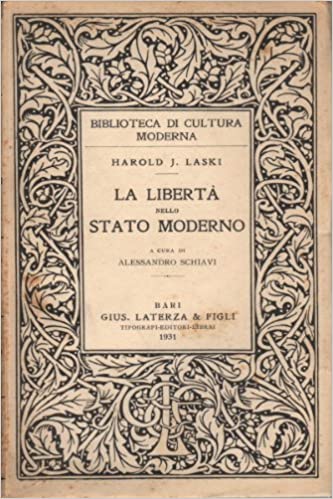 BIBLIOTECA DI CULTURA
MODERNA
HAROLD J. LASKI
LA LIBERTÀ
NELLO
STATO MODERNO
A CURA DI
ALESSANDRO SCHIAVI
BARI
GIUS. LATERZA & FIGLI
TIPOGRAFI-EDITORI-LIBRAI
1931